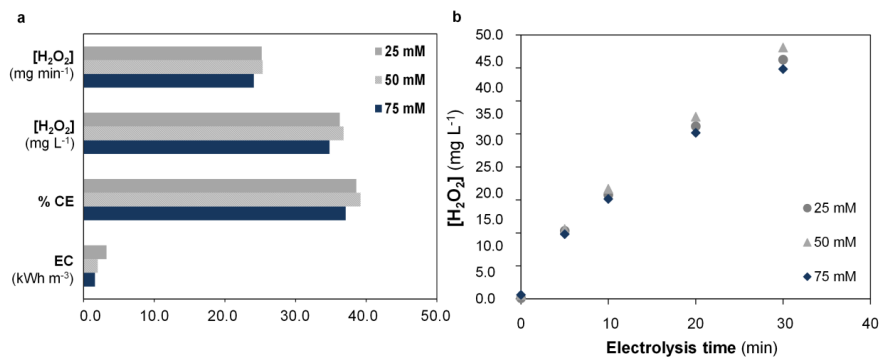 a
[H₂O₂]
(mg min⁻¹)
[H₂O₂]
(mg L⁻¹)
% CE
EC
(kWh m⁻³)
25 mM
50 mM
75 mM
0.0 10.0 20.0 30.0 40.0 50.0
b
[H₂O₂] (mg L⁻¹)
50.0
45.0
40.0
35.0
30.0
25.0
20.0
15.0
10.0
5.0
0.0
25 mM
50 mM
75 mM
0 10 20 30 40
Electrolysis time (min)